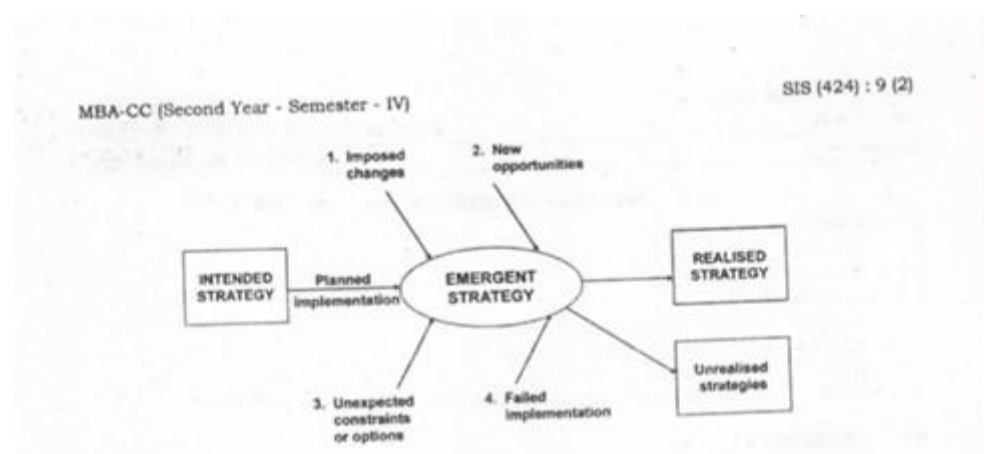 SIS (424) : 9 (2)
MBA-CC (Second Year - Semester - IV)
1. Imposed
changes
2. New
opportunities
INTENDED
STRATEGY
Planned
implementation
EMERGENT
STRATEGY
REALISED
STRATEGY
Unrealised
strategies
3. Unexpected
constraints
or options
4. Failed
implementation